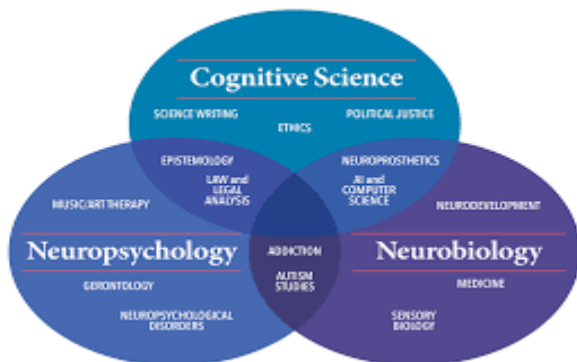 Cognitive Science
SCIENCE WRITING
POLITICAL JUSTICE
ETHICS
EPISTEMOLOGY
NEUROPROSTHETICS
LAW and
LEGAL
ANALYSIS
AI and
COMPUTER
SCIENCE
MUSIC/ART THERAPY
NEURODEVELOPMENT
Neuropsychology
ADDICTION
Neurobiology
AUTISM
STUDIES
GERONTOLOGY
MEDICINE
NEUROPSYCHOLOGICAL
DISORDERS
SENSORY
BIOLOGY